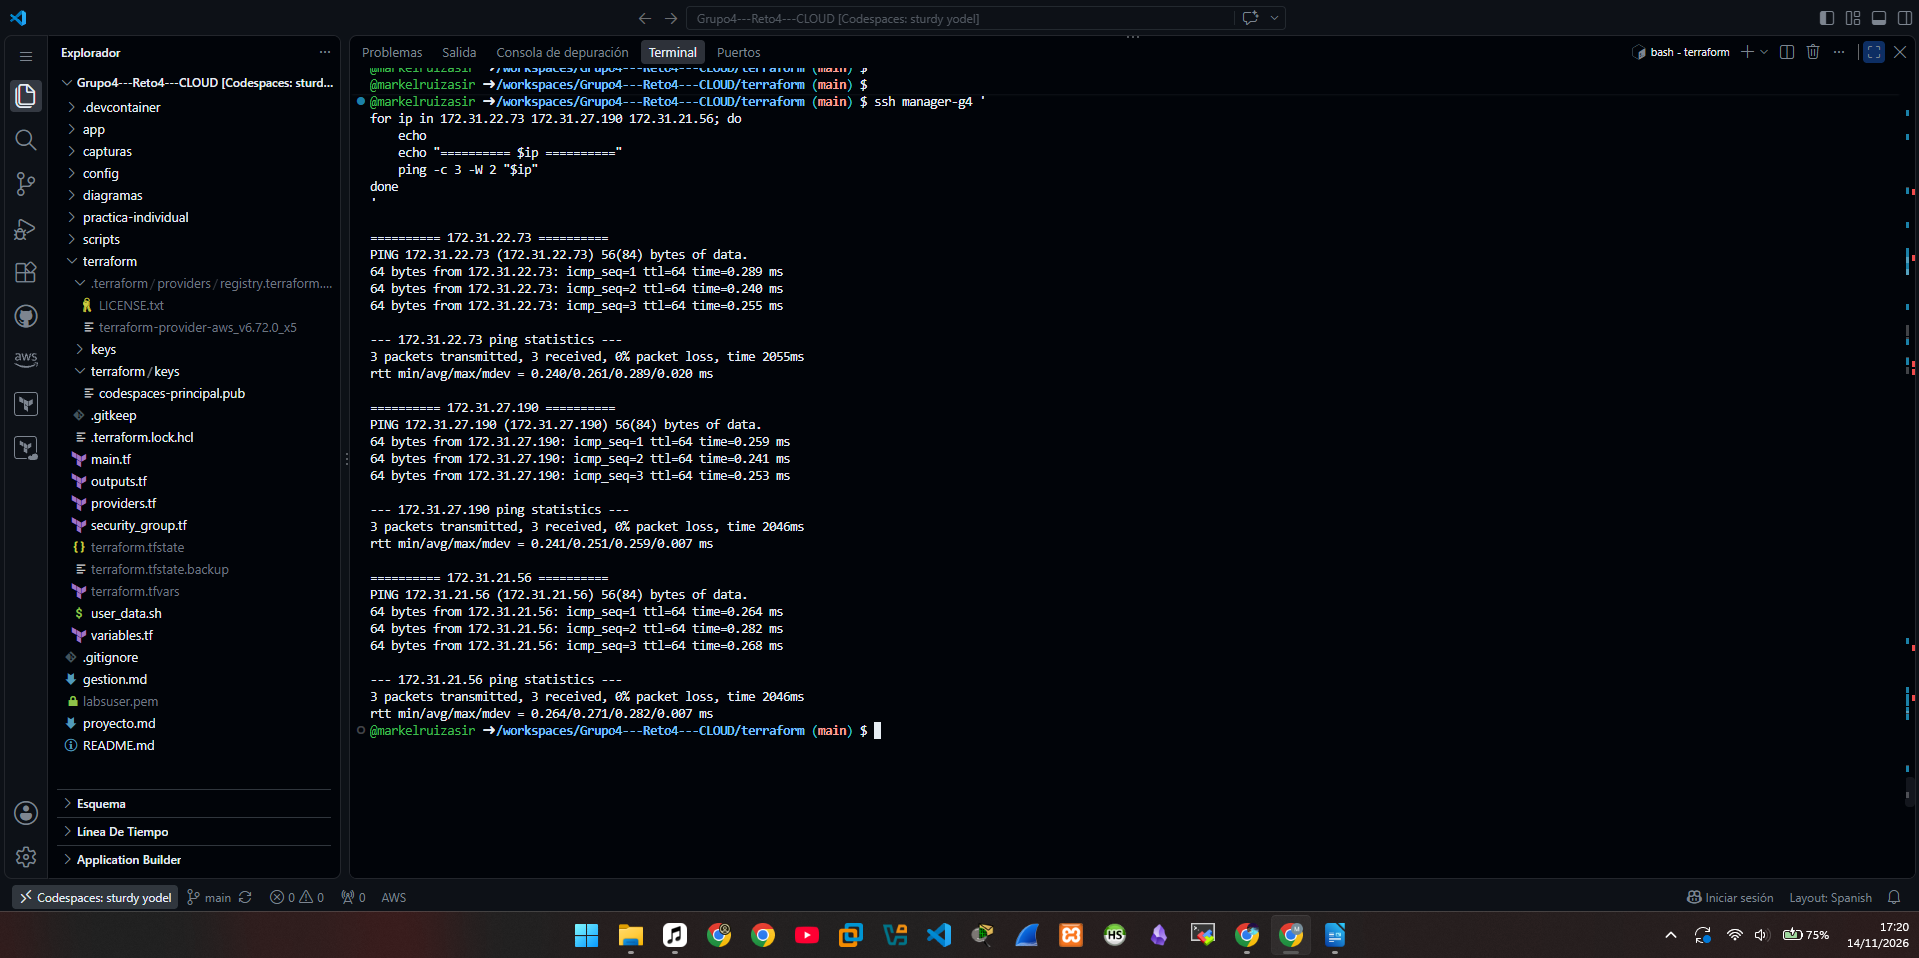 Grupo4---Reto4---CLOUD [Codespaces: sturdy yodel]
Explorador
Grupo4---Reto4---CLOUD [Codespaces: sturd...
.devcontainer
app
capturas
config
diagramas
practica-individual
scripts
terraform
.terraform / providers / registry.terraform....
LICENSE.txt
terraform-provider-aws_v6.72.0_x5
keys
terraform / keys
codespaces-principal.pub
.gitkeep
.terraform.lock.hcl
main.tf
outputs.tf
providers.tf
security_group.tf
terraform.tfstate
terraform.tfstate.backup
terraform.tfvars
user_data.sh
variables.tf
.gitignore
gestion.md
labsuser.pem
proyecto.md
README.md
Esquema
Línea De Tiempo
Application Builder
aws
Problemas Salida Consola de depuración Terminal Puertos
bash - terraform
@markelruizasir ➜/workspaces/Grupo4---Reto4---CLOUD/terraform (main) $
@markelruizasir ➜/workspaces/Grupo4---Reto4---CLOUD/terraform (main) $
@markelruizasir ➜/workspaces/Grupo4---Reto4---CLOUD/terraform (main) $ ssh manager-g4 '
for ip in 172.31.22.73 172.31.27.190 172.31.21.56; do
echo
echo "========== $ip =========="
ping -c 3 -W 2 "$ip"
done
'
========== 172.31.22.73 ==========
PING 172.31.22.73 (172.31.22.73) 56(84) bytes of data.
64 bytes from 172.31.22.73: icmp_seq=1 ttl=64 time=0.289 ms
64 bytes from 172.31.22.73: icmp_seq=2 ttl=64 time=0.240 ms
64 bytes from 172.31.22.73: icmp_seq=3 ttl=64 time=0.255 ms
--- 172.31.22.73 ping statistics ---
3 packets transmitted, 3 received, 0% packet loss, time 2055ms
rtt min/avg/max/mdev = 0.240/0.261/0.289/0.020 ms
========== 172.31.27.190 ==========
PING 172.31.27.190 (172.31.27.190) 56(84) bytes of data.
64 bytes from 172.31.27.190: icmp_seq=1 ttl=64 time=0.259 ms
64 bytes from 172.31.27.190: icmp_seq=2 ttl=64 time=0.241 ms
64 bytes from 172.31.27.190: icmp_seq=3 ttl=64 time=0.253 ms
--- 172.31.27.190 ping statistics ---
3 packets transmitted, 3 received, 0% packet loss, time 2046ms
rtt min/avg/max/mdev = 0.241/0.251/0.259/0.007 ms
========== 172.31.21.56 ==========
PING 172.31.21.56 (172.31.21.56) 56(84) bytes of data.
64 bytes from 172.31.21.56: icmp_seq=1 ttl=64 time=0.264 ms
64 bytes from 172.31.21.56: icmp_seq=2 ttl=64 time=0.282 ms
64 bytes from 172.31.21.56: icmp_seq=3 ttl=64 time=0.268 ms
--- 172.31.21.56 ping statistics ---
3 packets transmitted, 3 received, 0% packet loss, time 2046ms
rtt min/avg/max/mdev = 0.264/0.271/0.282/0.007 ms
@markelruizasir ➜/workspaces/Grupo4---Reto4---CLOUD/terraform (main) $
Codespaces: sturdy yodel main 0 0 0 AWS Iniciar sesión Layout: Spanish
HS
75%
17:20
14/11/2026